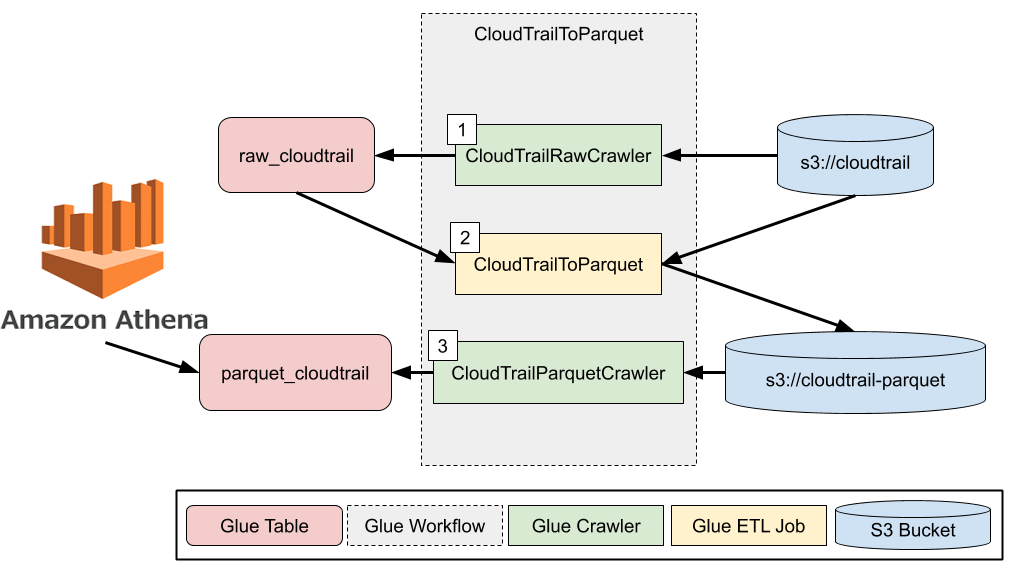 CloudTrailToParquet
1
raw_cloudtrail
CloudTrailRawCrawler
s3://cloudtrail
2
CloudTrailToParquet
Amazon Athena
3
parquet_cloudtrail
CloudTrailParquetCrawler
s3://cloudtrail-parquet
Glue Table
Glue Workflow
Glue Crawler
Glue ETL Job
S3 Bucket